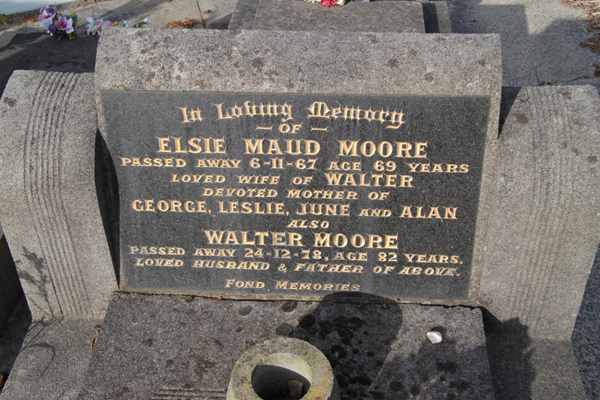 In Loving Memory
— OF —
ELSIE MAUD MOORE
PASSED AWAY 6-11-67 AGE 69 YEARS
LOVED WIFE OF WALTER
DEVOTED MOTHER OF
GEORGE, LESLIE, JUNE AND ALAN
ALSO
WALTER MOORE
PASSED AWAY 24-12-78, AGE 82 YEARS.
LOVED HUSBAND & FATHER OF ABOVE.
FOND MEMORIES